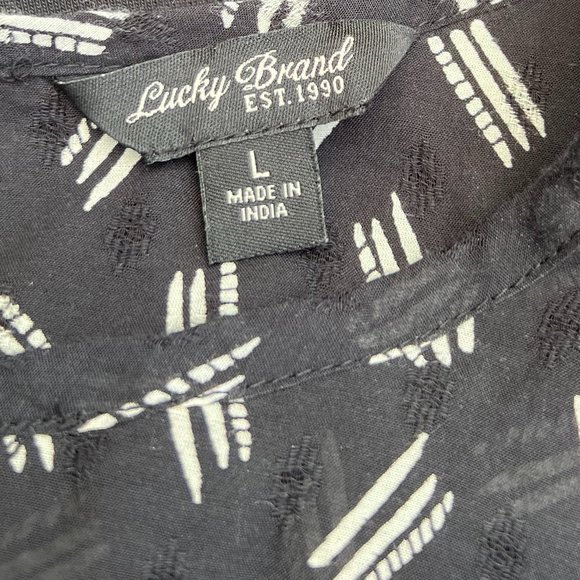 Lucky Brand
EST. 1990
L
MADE IN
INDIA